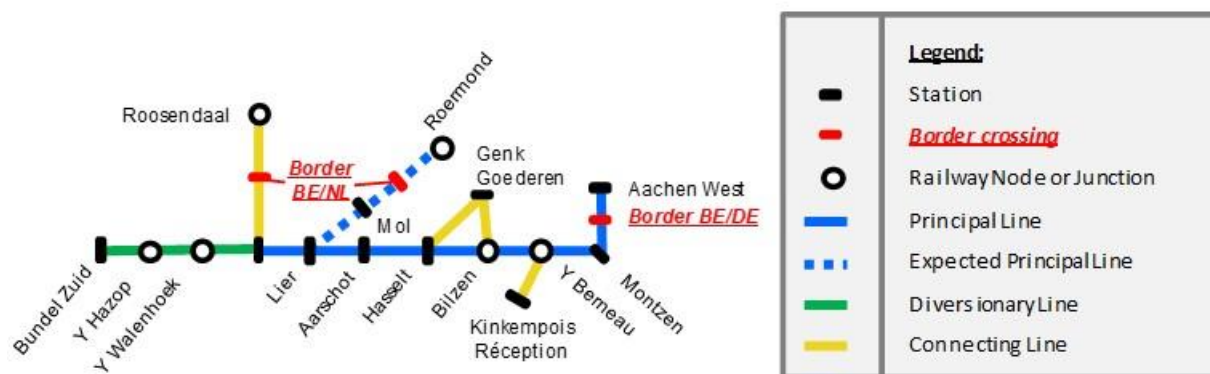 Roosendaal
Border
BE/NL
Roermond
Mol
Genk
Goederen
Aachen West
Border BE/DE
Bundel Zuid
Y Hazop
Y Walenhoek
Lier
Aarschot
Hasselt
Bilzen
Kinkempois
Réception
Y Berneau
Montzen
Legend:
Station
Border crossing
Railway Node or Junction
Principal Line
Expected Principal Line
Diversionary Line
Connecting Line